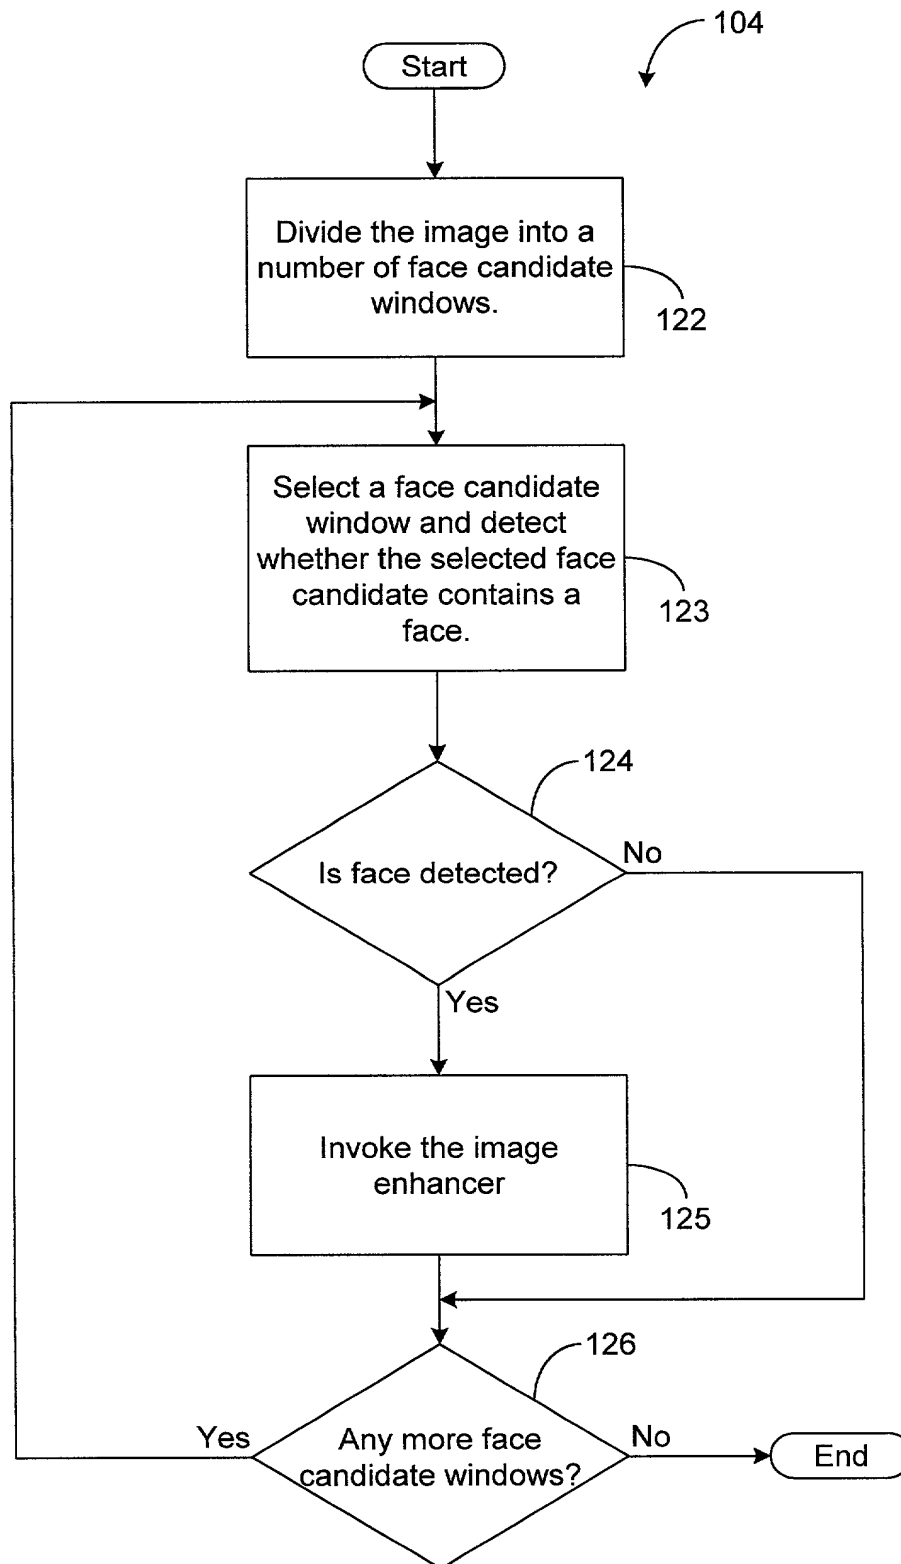 104
Start
Divide the image into a
number of face candidate
windows.
122
Select a face candidate
window and detect
whether the selected face
candidate contains a
face.
123
124
Is face detected?
No
Yes
Invoke the image
enhancer
125
126
Yes
Any more face
candidate windows?
No
End